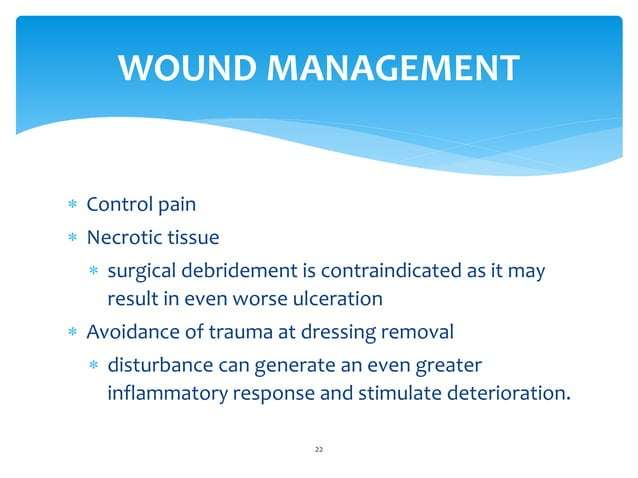 WOUND MANAGEMENT
* Control pain
* Necrotic tissue
* surgical debridement is contraindicated as it may
result in even worse ulceration
* Avoidance of trauma at dressing removal
* disturbance can generate an even greater
inflammatory response and stimulate deterioration.
22